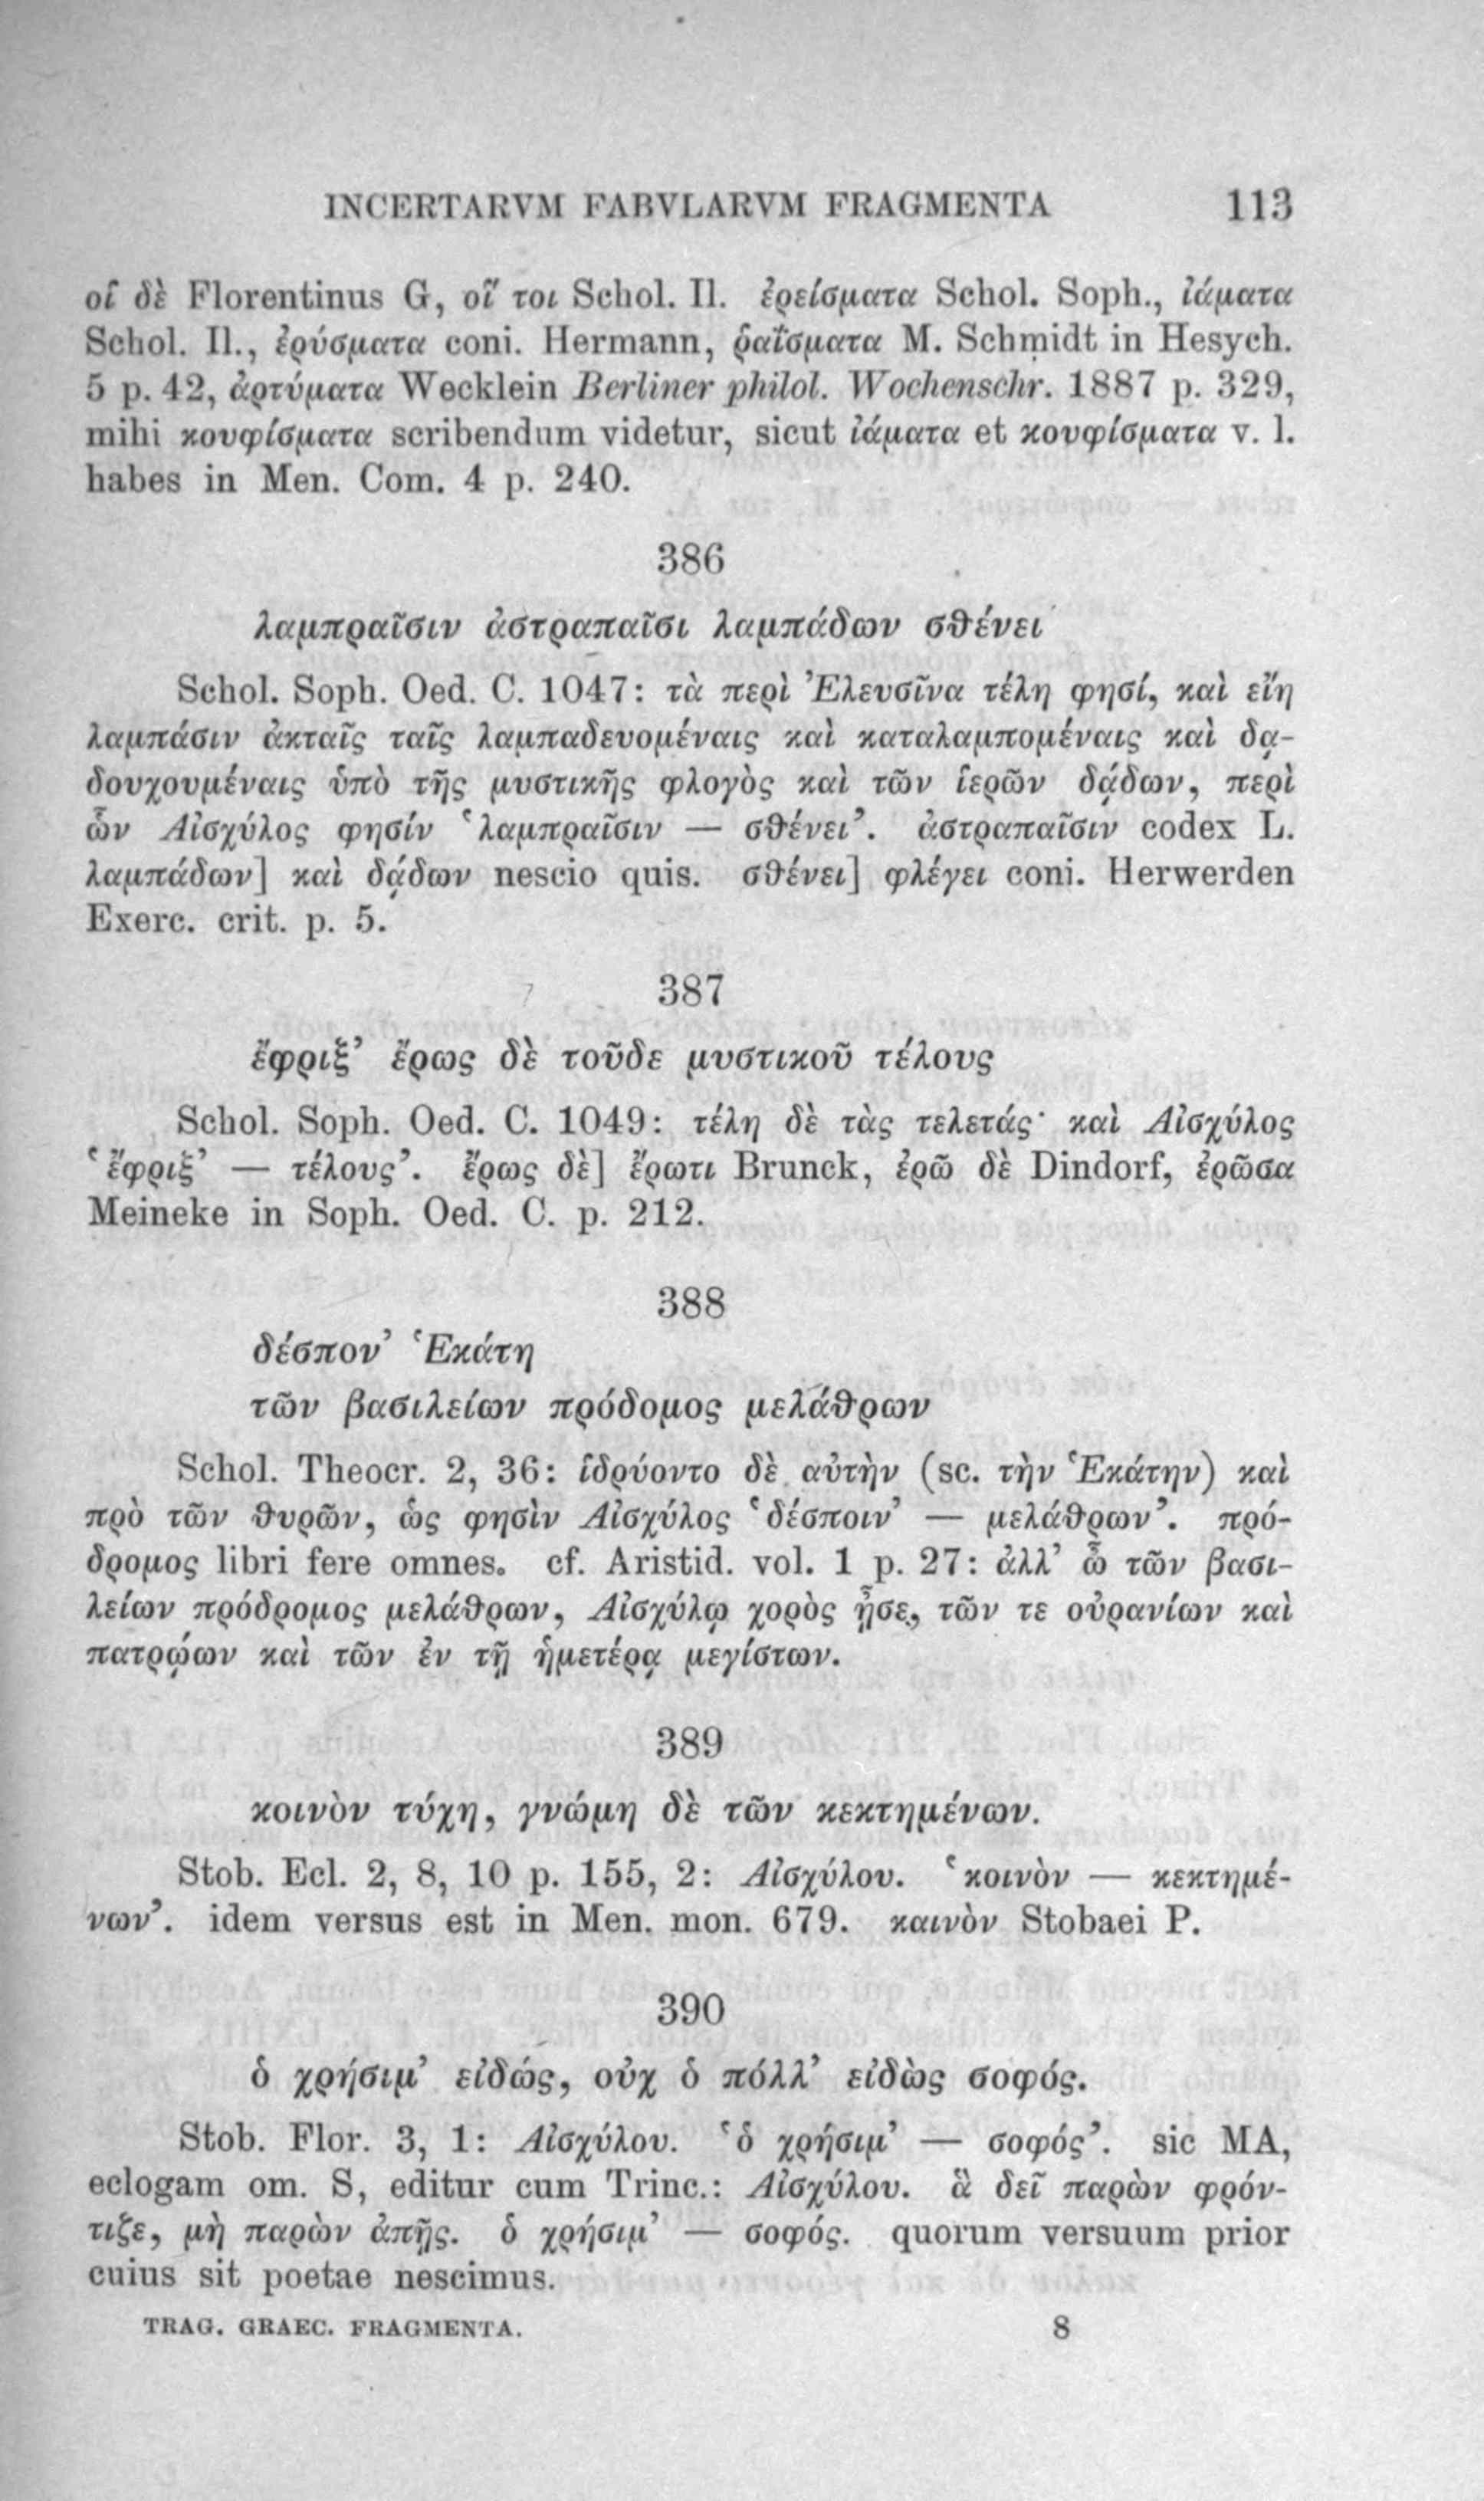 INCERTARVM FABVLARVM FRAGMENTA 113
οἱ δὲ Florentinus G, οἵ τοι Schol. Il. ἐρείσματα Schol. Soph., ἰάματα
Schol. Il., ἐρύσματα coni. Hermann, ῥαΐσματα M. Schmidt in Hesych.
5 p. 42, ἀρτύματα Wecklein Berliner philol. Wochenschr. 1887 p. 329,
mihi κουφίσματα scribendum videtur, sicut ἰάματα et κουφίσματα v. l.
habes in Men. Com. 4 p. 240.
386
λαμπραῖσιν ἀστραπαῖσι λαμπάδων σθένει
Schol. Soph. Oed. C. 1047: τὰ περὶ Ἐλευσῖνα τέλη φησί, καὶ εἴη
λαμπάσιν ἀκταῖς ταῖς λαμπαδευομέναις καὶ καταλαμπομέναις καὶ δᾳ-
δουχουμέναις ὑπὸ τῆς μυστικῆς φλογὸς καὶ τῶν ἱερῶν δᾴδων, περὶ
ὧν Αἰσχύλος φησίν ‘λαμπραῖσιν — σθένει’. ἀστραπαῖσιν codex L.
λαμπάδων] καὶ δᾴδων nescio quis. σθένει] φλέγει coni. Herwerden
Exerc. crit. p. 5.
387
ἔφριξ’ ἔρως δὲ τοῦδε μυστικοῦ τέλους
Schol. Soph. Oed. C. 1049: τέλη δὲ τὰς τελετάς· καὶ Αἰσχύλος
‘ἔφριξ’ — τέλους’. ἔρως δὲ] ἔρωτι Brunck, ἐρῶ δὲ Dindorf, ἐρῶσα
Meineke in Soph. Oed. C. p. 212.
388
δέσπον’ Ἑκάτη
τῶν βασιλείων πρόδομος μελάθρων
Schol. Theocr. 2, 36: ἱδρύοντο δὲ αὐτὴν (sc. τὴν Ἑκάτην) καὶ
πρὸ τῶν θυρῶν, ὥς φησὶν Αἰσχύλος ‘δέσποιν’ — μελάθρων’. πρό-
δρομος libri fere omnes. cf. Aristid. vol. 1 p. 27: ἀλλ’ ὦ τῶν βασι-
λείων πρόδρομος μελάθρων, Αἰσχύλῳ χορὸς ᾖσε, τῶν τε οὐρανίων καὶ
πατρῴων καὶ τῶν ἐν τῇ ἡμετέρᾳ μεγίστων.
389
κοινὸν τύχη, γνώμη δὲ τῶν κεκτημένων.
Stob. Ecl. 2, 8, 10 p. 155, 2: Αἰσχύλου. ‘κοινὸν — κεκτημέ-
νων’. idem versus est in Men. mon. 679. καινὸν Stobaei P.
390
ὁ χρήσιμ’ εἰδώς, οὐχ ὁ πόλλ’ εἰδὼς σοφός.
Stob. Flor. 3, 1: Αἰσχύλου. ‘ὁ χρήσιμ’ — σοφός’. sic MA,
eclogam om. S, editur cum Trinc.: Αἰσχύλου. ἃ δεῖ παρὼν φρόν-
τιζε, μὴ παρὼν ἀπῇς. ὁ χρήσιμ’ — σοφός. quorum versuum prior
cuius sit poetae nescimus.
TRAG. GRAEC. FRAGMENTA. 8